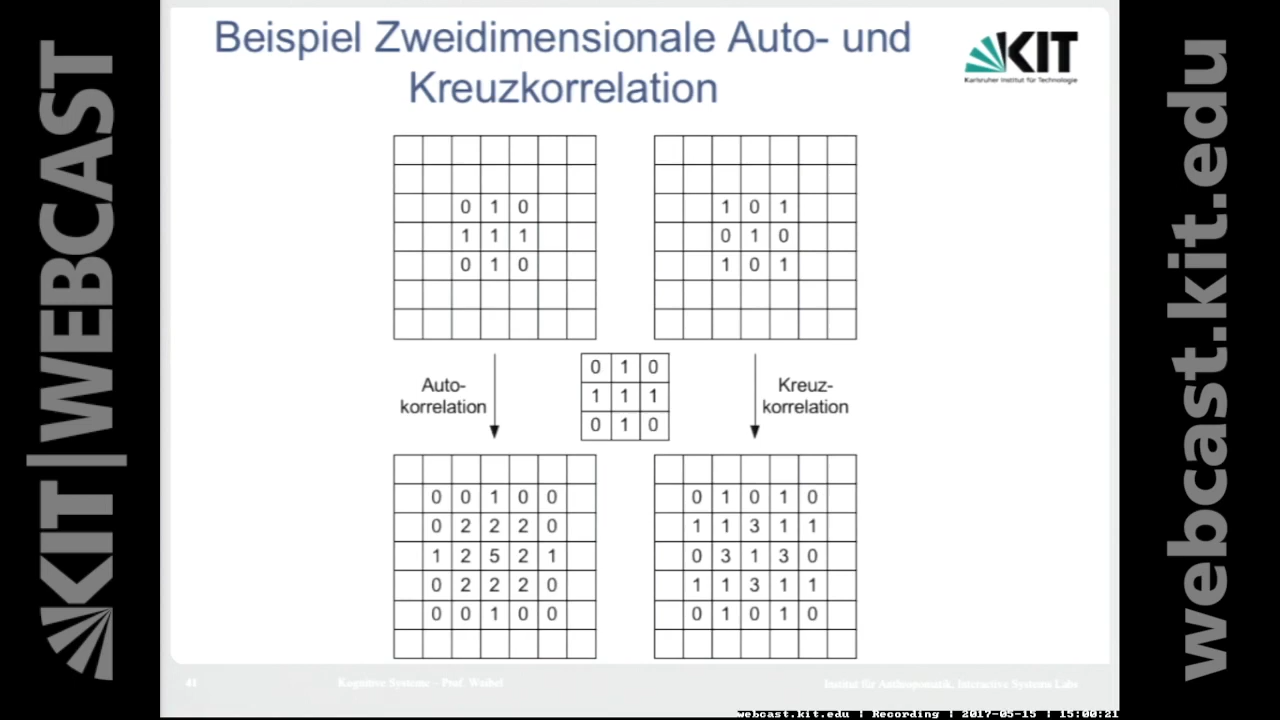 KIT | WEBCAST
Beispiel Zweidimensionale Auto- und
Kreuzkorrelation
KIT
Karlsruher Institut für Technologie
0 1 0
1 1 1
0 1 0
1 0 1
0 1 0
1 0 1
Auto-
korrelation
0 1 0
1 1 1
0 1 0
Kreuz-
korrelation
0 0 1 0 0
0 2 2 2 0
1 2 5 2 1
0 2 2 2 0
0 0 1 0 0
0 1 0 1 0
1 1 3 1 1
0 3 1 3 0
1 1 3 1 1
0 1 0 1 0
41
Kognitive Systeme – Prof. Waibel
Institut für Anthropomatik, Interactive Systems Labs
webcast.kit.edu
webcast.kit.edu | Recording | 2017-05-15 | 15:00:21